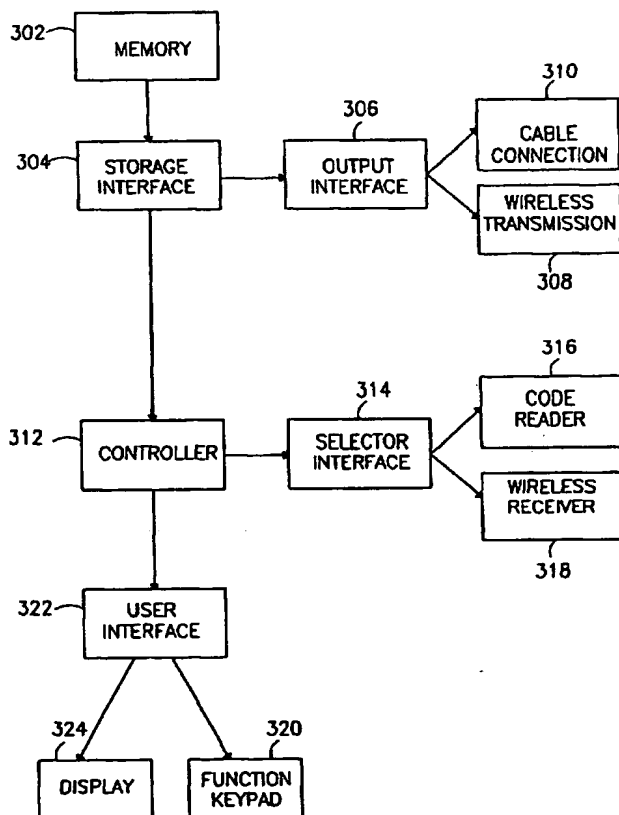 302
MEMORY
310
306
CABLE
CONNECTION
304
STORAGE
INTERFACE
OUTPUT
INTERFACE
WIRELESS
TRANSMISSION
308
316
314
CODE
READER
312
CONTROLLER
SELECTOR
INTERFACE
WIRELESS
RECEIVER
318
322
USER
INTERFACE
324
320
DISPLAY
FUNCTION
KEYPAD